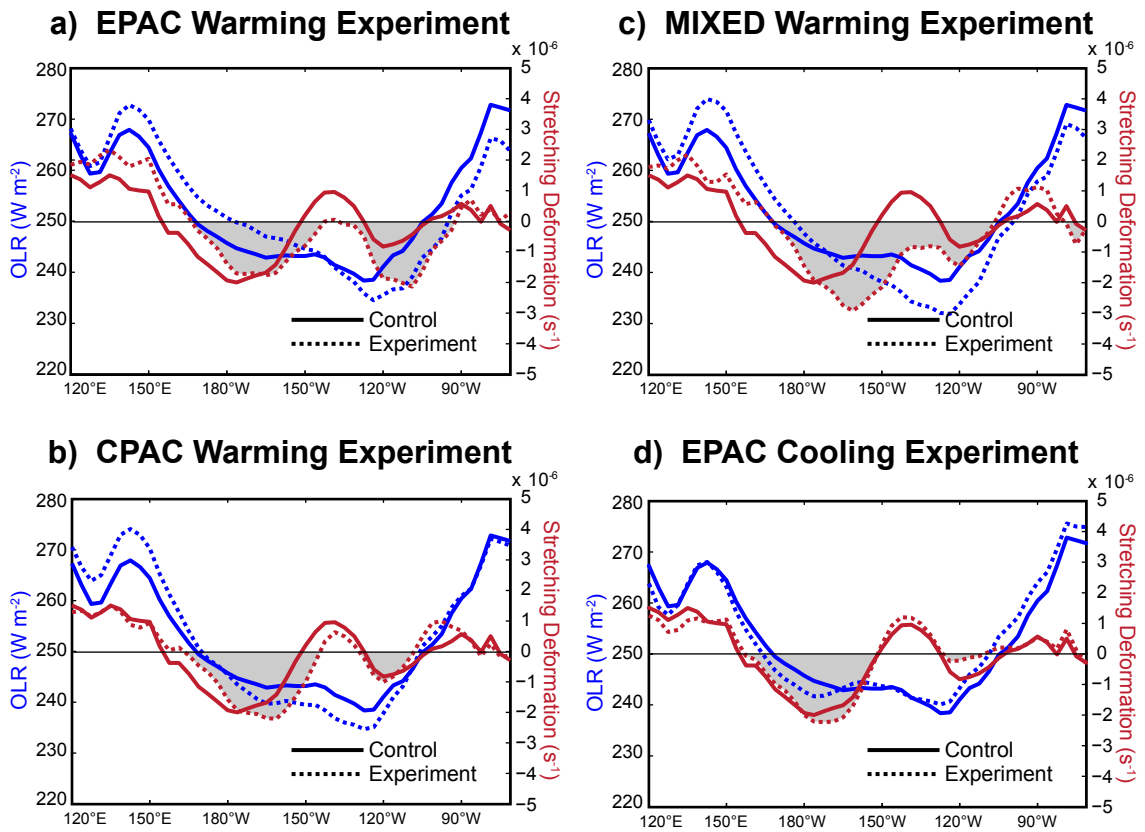 a) EPAC Warming Experiment
x 10-6
280
270
260
250
240
230
220
OLR (W m-2)
5
4
3
2
1
0
−1
−2
−3
−4
−5
Stretching Deformation (s-1)
Control
Experiment
120°E 150°E 180°W 150°W 120°W 90°W
c) MIXED Warming Experiment
x 10-6
280
270
260
250
240
230
220
OLR (W m-2)
5
4
3
2
1
0
−1
−2
−3
−4
−5
Stretching Deformation (s-1)
Control
Experiment
120°E 150°E 180°W 150°W 120°W 90°W
b) CPAC Warming Experiment
x 10-6
280
270
260
250
240
230
220
OLR (W m-2)
5
4
3
2
1
0
−1
−2
−3
−4
−5
Stretching Deformation (s-1)
Control
Experiment
120°E 150°E 180°W 150°W 120°W 90°W
d) EPAC Cooling Experiment
x 10-6
280
270
260
250
240
230
220
OLR (W m-2)
5
4
3
2
1
0
−1
−2
−3
−4
−5
Stretching Deformation (s-1)
Control
Experiment
120°E 150°E 180°W 150°W 120°W 90°W